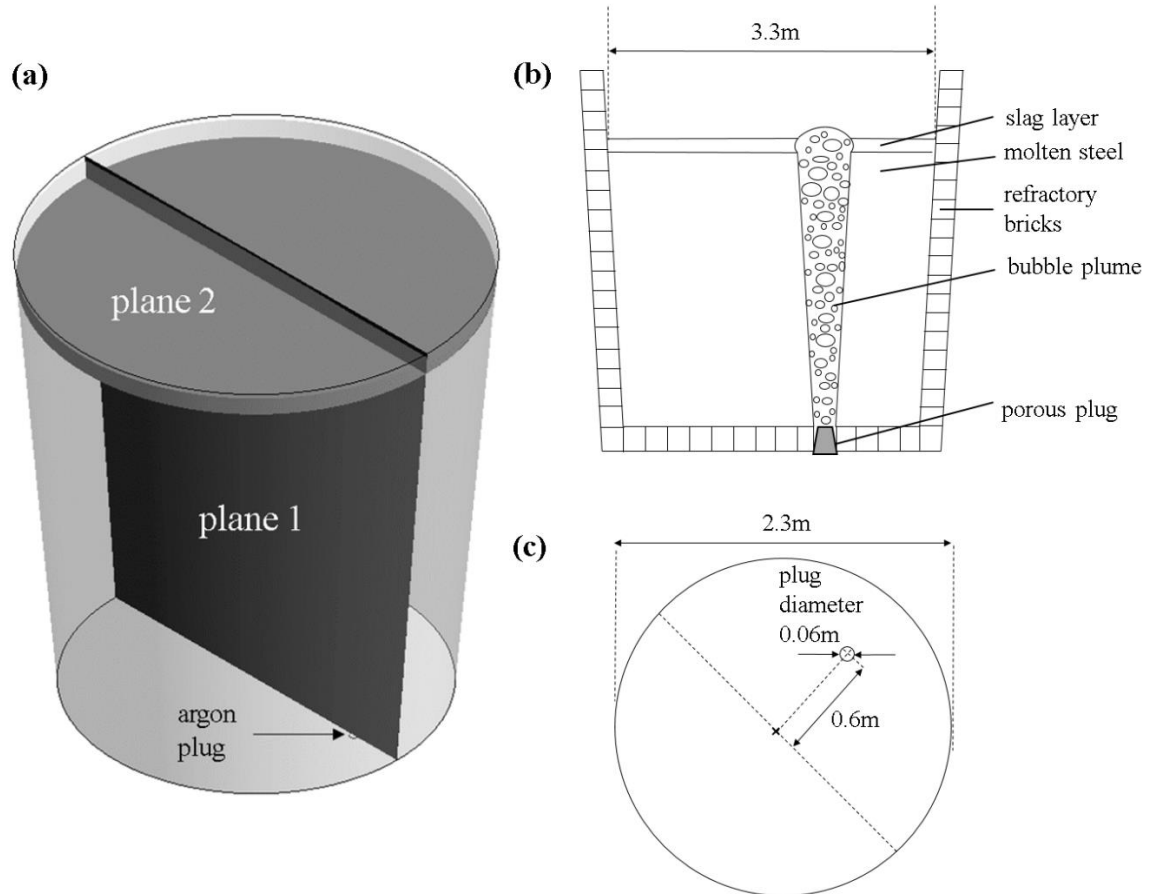 (a)
plane 2
plane 1
argon
plug
(b)
3.3m
slag layer
molten steel
refractory
bricks
bubble plume
porous plug
(c)
2.3m
plug
diameter
0.06m
0.6m